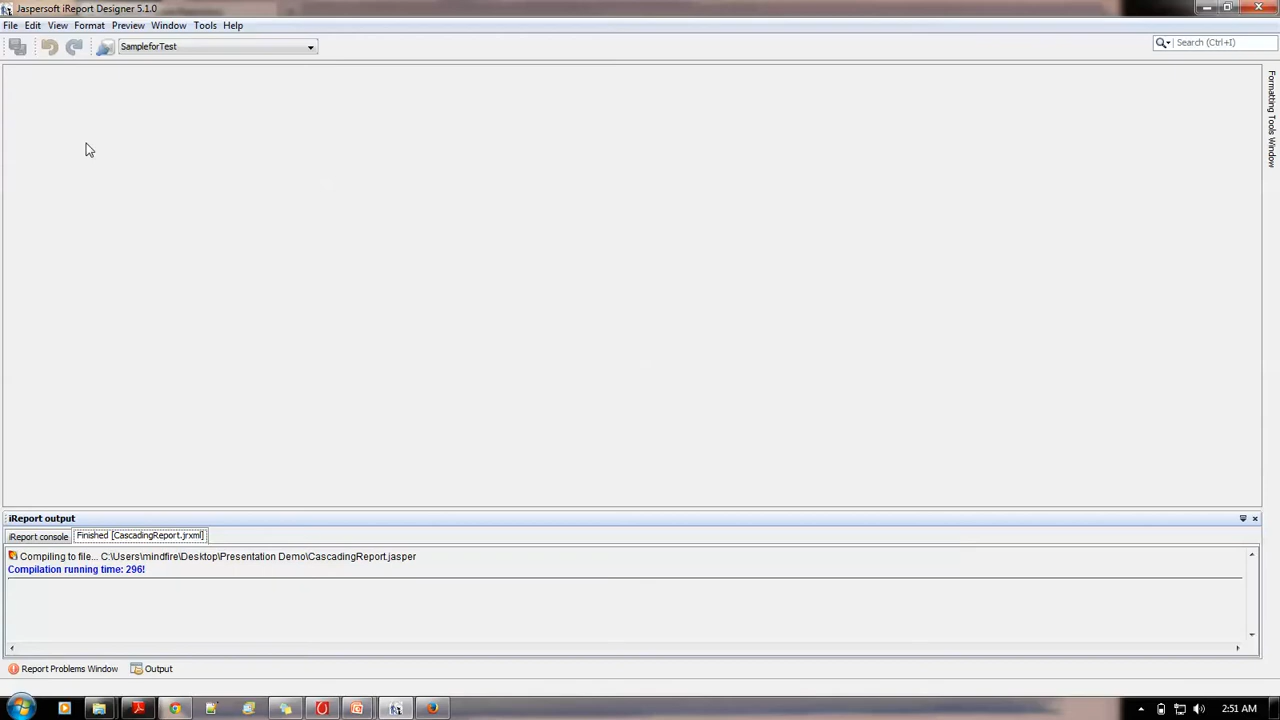 Jaspersoft iReport Designer 5.1.0
File Edit View Format Preview Window Tools Help
SampleforTest
Search (Ctrl+I)
Formatting Tools Window
iReport output
iReport console Finished [CascadingReport.jrxml]
Compiling to file... C:\Users\mindfire\Desktop\Presentation Demo\CascadingReport.jasper
Compilation running time: 296!
Report Problems Window Output
2:51 AM